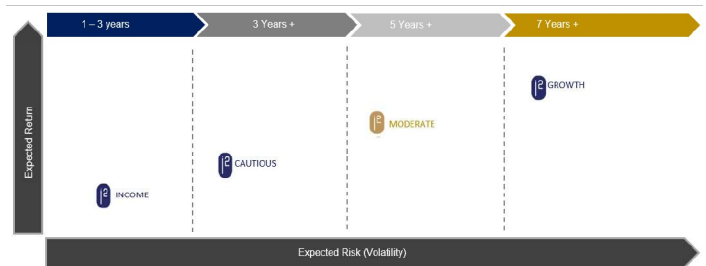 1 – 3 years
3 Years +
5 Years +
7 Years +
Expected Return
GROWTH
MODERATE
CAUTIOUS
INCOME
Expected Risk (Volatility)